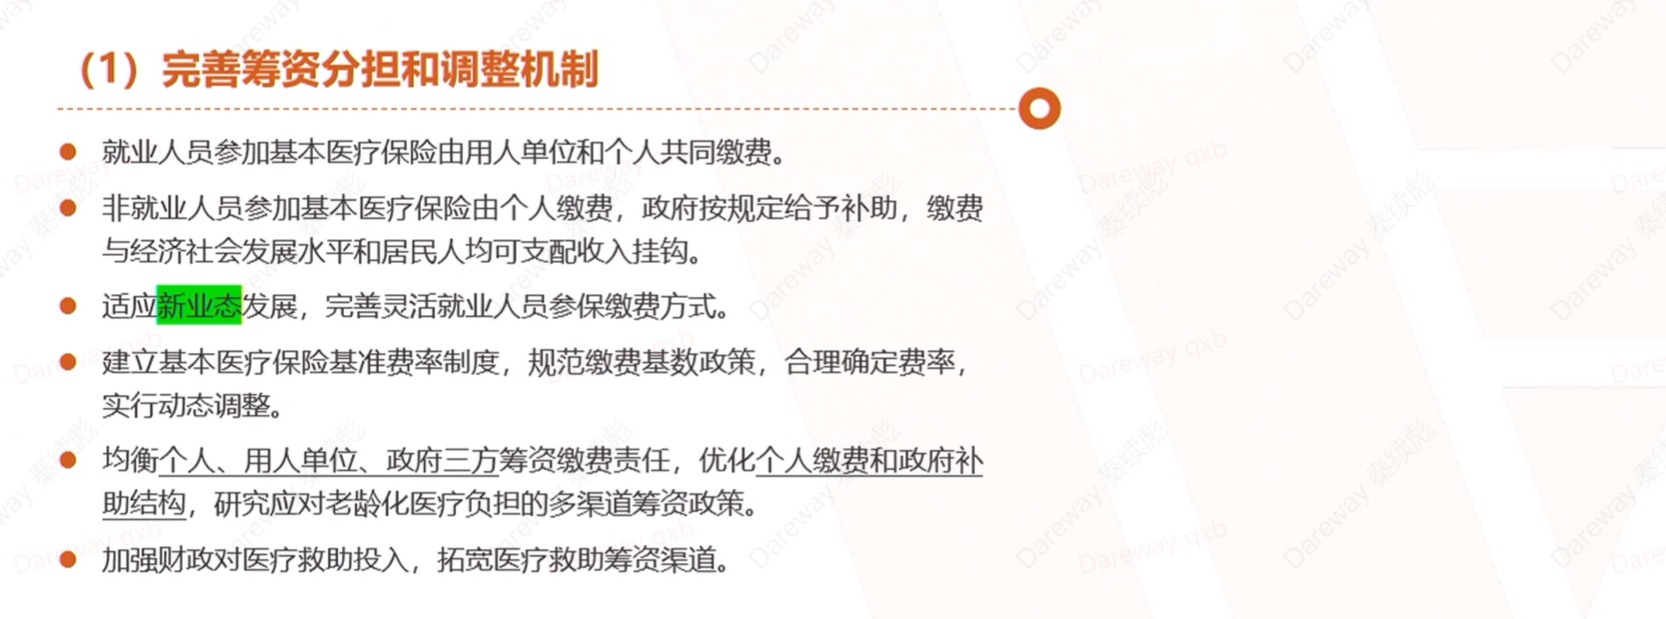 （1）完善筹资分担和调整机制
就业人员参加基本医疗保险由用人单位和个人共同缴费。
非就业人员参加基本医疗保险由个人缴费，政府按规定给予补助，缴费
与经济社会发展水平和居民人均可支配收入挂钩。
适应新业态发展，完善灵活就业人员参保缴费方式。
建立基本医疗保险基准费率制度，规范缴费基数政策，合理确定费率，
实行动态调整。
均衡个人、用人单位、政府三方筹资缴费责任，优化个人缴费和政府补
助结构，研究应对老龄化医疗负担的多渠道筹资政策。
加强财政对医疗救助投入，拓宽医疗救助筹资渠道。
Dareway qxb
Dareway 秦续彪